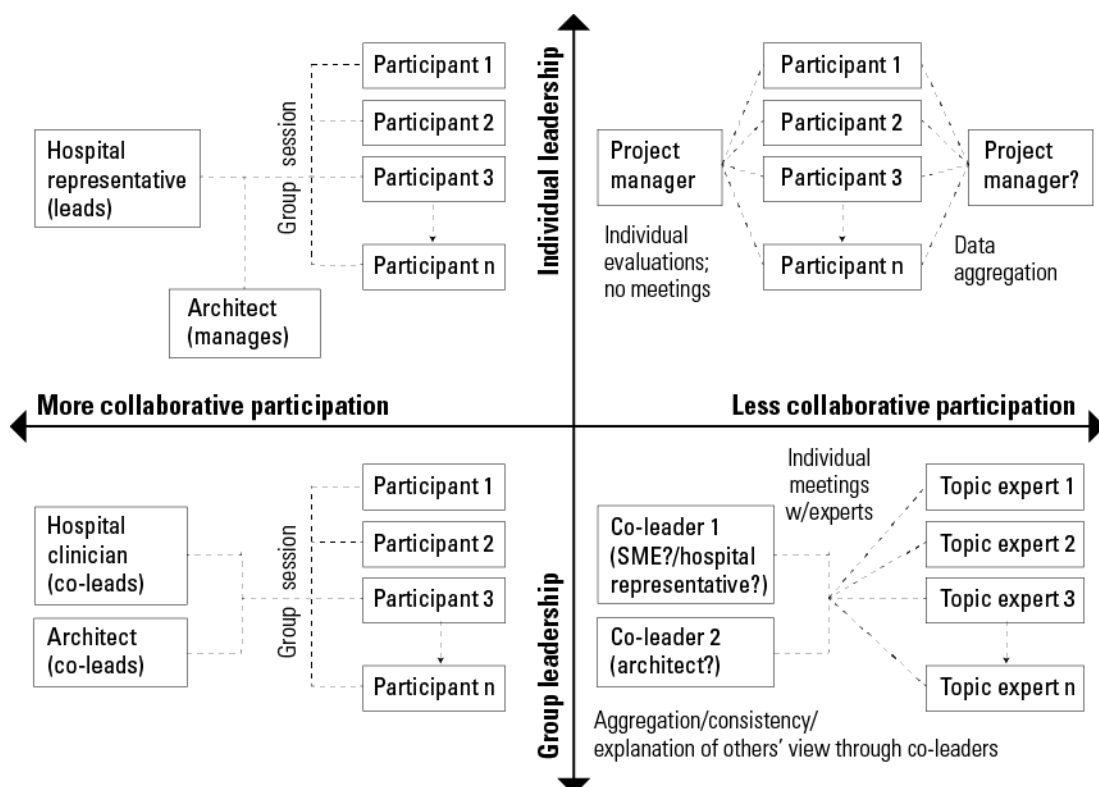 Participant 1
Participant 2
Participant 3
Participant n
Group session
Hospital
representative
(leads)
Architect
(manages)
Individual leadership
Participant 1
Participant 2
Participant 3
Participant n
Project
manager
Project
manager?
Individual
evaluations;
no meetings
Data
aggregation
More collaborative participation
Less collaborative participation
Participant 1
Participant 2
Participant 3
Participant n
Group session
Hospital
clinician
(co-leads)
Architect
(co-leads)
Group leadership
Individual
meetings
w/experts
Topic expert 1
Topic expert 2
Topic expert 3
Topic expert n
Co-leader 1
(SME?/hospital
representative?)
Co-leader 2
(architect?)
Aggregation/consistency/
explanation of others’ view through co-leaders